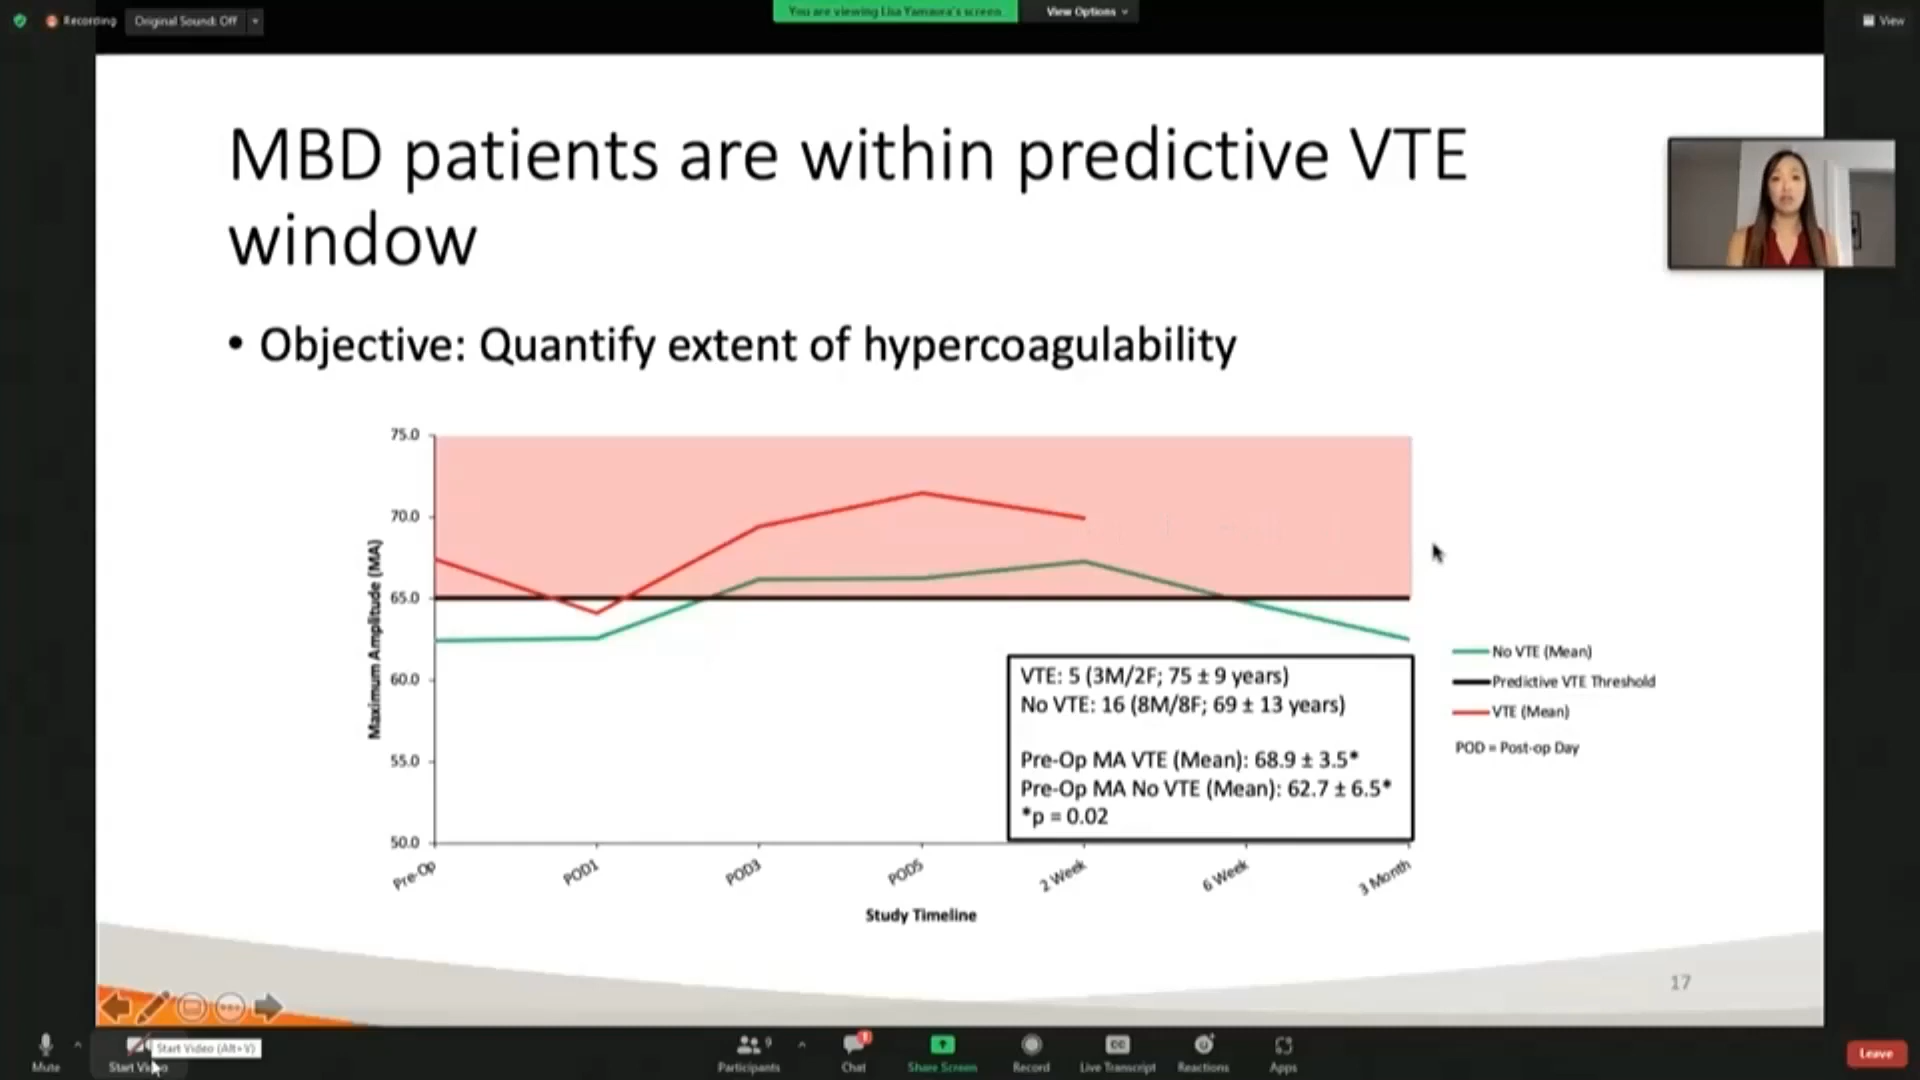 Recording
Original Sound: Off
You are viewing Lisa Yamaura's screen
View Options
View
MBD patients are within predictive VTE
window
• Objective: Quantify extent of hypercoagulability
75.0
70.0
65.0
60.0
55.0
50.0
Maximum Amplitude (MA)
Pre-Op
POD1
POD3
POD5
2 Week
6 Week
3 Month
Study Timeline
VTE: 5 (3M/2F; 75 ± 9 years)
No VTE: 16 (8M/8F; 69 ± 13 years)
Pre-Op MA VTE (Mean): 68.9 ± 3.5*
Pre-Op MA No VTE (Mean): 62.7 ± 6.5*
*p = 0.02
No VTE (Mean)
Predictive VTE Threshold
VTE (Mean)
POD = Post-op Day
17
Mute
Start Video
Start Video (Alt+V)
Participants
9
Chat
Share Screen
Record
CC
Live Transcript
Reactions
Apps
Leave